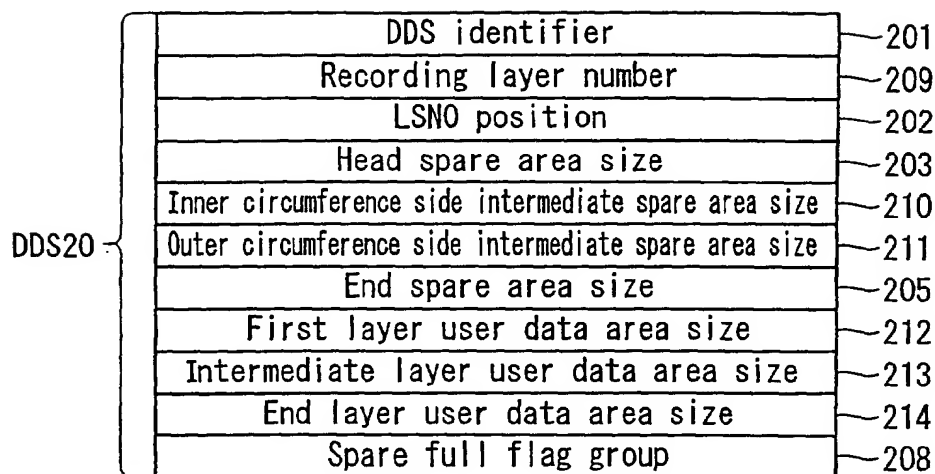 DDS identifier 201
Recording layer number 209
LSNO position 202
Head spare area size 203
Inner circumference side intermediate spare area size 210
DDS20 Outer circumference side intermediate spare area size 211
End spare area size 205
First layer user data area size 212
Intermediate layer user data area size 213
End layer user data area size 214
Spare full flag group 208